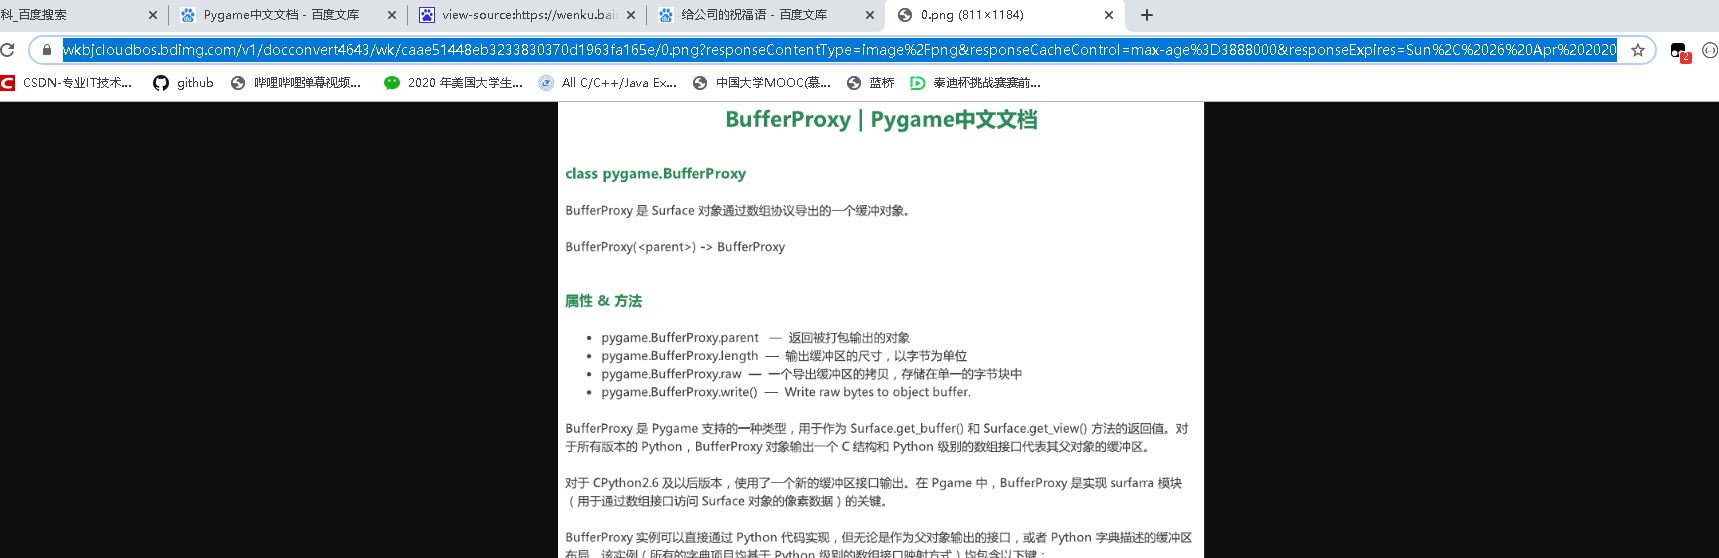 科_百度搜索
Pygame中文文档 - 百度文库
view-source:https://wenku.bai
给公司的祝福语 - 百度文库
0.png (811×1184)
wkbjcloudbos.bdimg.com/v1/docconvert4643/wk/caae51448eb3233830370d1963fa165e/0.png?responseContentType=image%2Fpng&responseCacheControl=max-age%3D3888000&responseExpires=Sun%2C%2026%20Apr%202020
2
CSDN-专业IT技术...
github
哔哩哔哩弹幕视频...
2020 年美国大学生...
All C/C++/Java Ex...
中国大学MOOC(慕...
蓝桥
泰迪杯挑战赛赛前...
BufferProxy | Pygame中文文档
class pygame.BufferProxy
BufferProxy 是 Surface 对象通过数组协议导出的一个缓冲对象。
BufferProxy(<parent>) -> BufferProxy
属性 & 方法
• pygame.BufferProxy.parent — 返回被打包输出的对象
• pygame.BufferProxy.length — 输出缓冲区的尺寸，以字节为单位
• pygame.BufferProxy.raw — 一个导出缓冲区的拷贝，存储在单一的字节块中
• pygame.BufferProxy.write() — Write raw bytes to object buffer.
BufferProxy 是 Pygame 支持的一种类型，用于作为 Surface.get_buffer() 和 Surface.get_view() 方法的返回值。对
于所有版本的 Python，BufferProxy 对象输出一个 C 结构和 Python 级别的数组接口代表其父对象的缓冲区。
对于 CPython2.6 及以后版本，使用了一个新的缓冲区接口输出。在 Pgame 中，BufferProxy 是实现 surfarra 模块
（用于通过数组接口访问 Surface 对象的像素数据）的关键。
BufferProxy 实例可以直接通过 Python 代码实现，但无论是作为父对象输出的接口，或者 Python 字典描述的缓冲区
布局，该实例（所有的字典项目均基于 Python 级别的数组接口映射方式）均包含以下键：